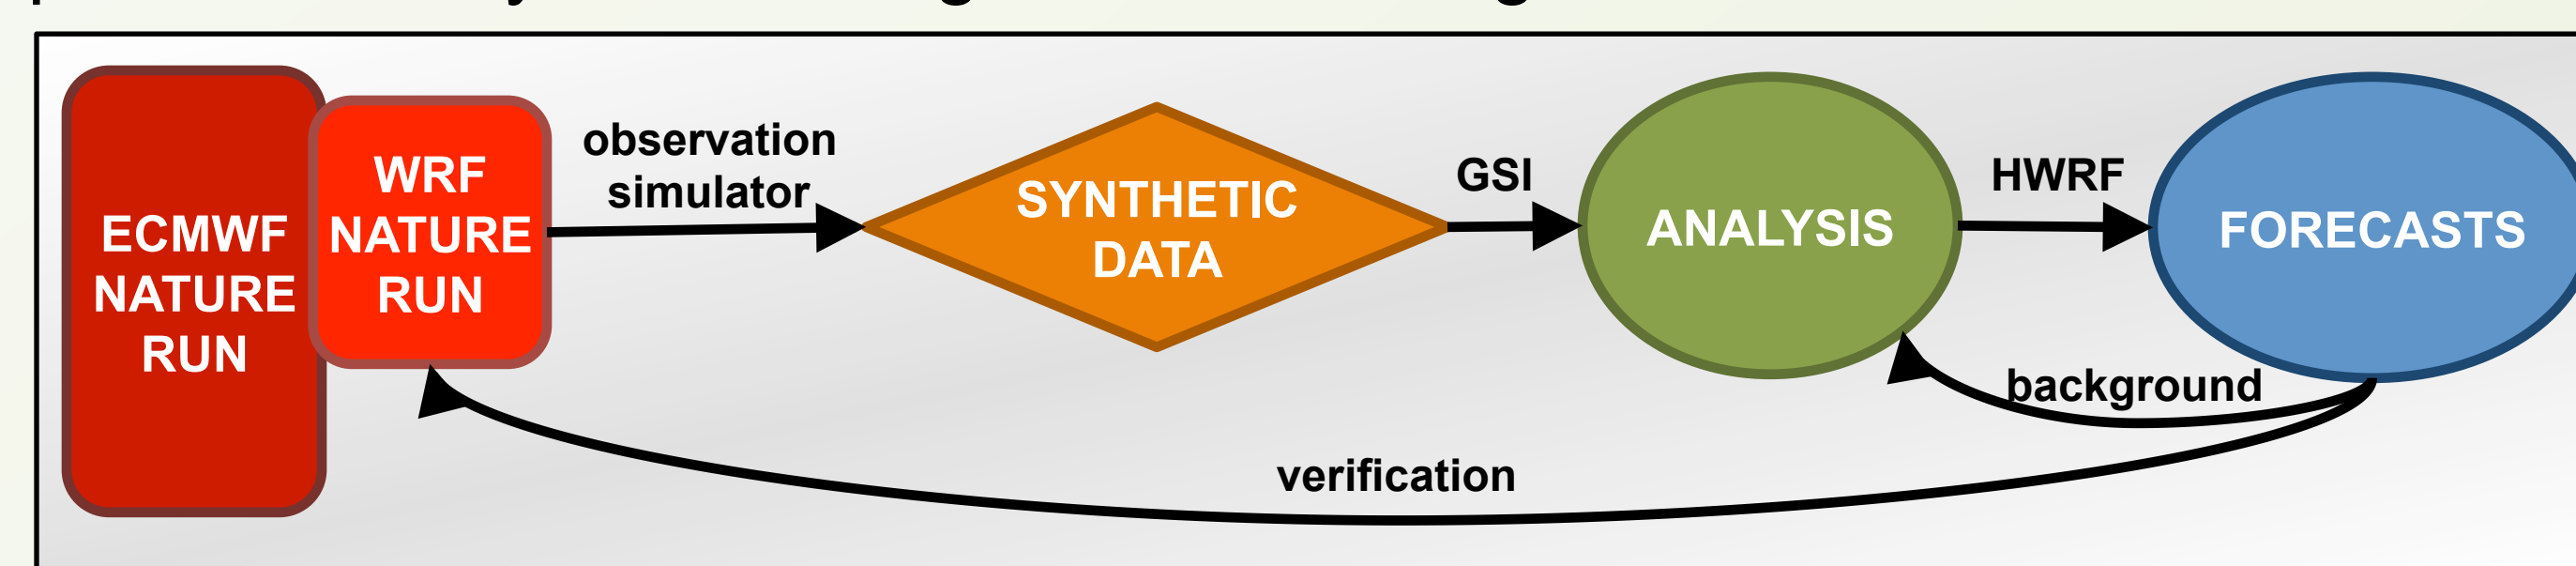 ECMWF
NATURE
RUN
WRF
NATURE
RUN
observation
simulator
SYNTHETIC
DATA
GSI
ANALYSIS
HWRF
FORECASTS
background
verification